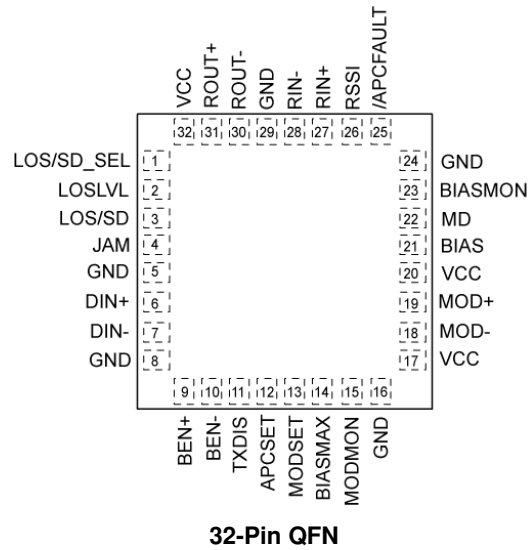 VCC
ROUT+
ROUT-
GND
RIN-
RIN+
RSSI
/APCFAULT
32 31 30 29 28 27 26 25
LOS/SD_SEL 1 24 GND
LOSLVL 2 23 BIASMON
LOS/SD 3 22 MD
JAM 4 21 BIAS
GND 5 20 VCC
DIN+ 6 19 MOD+
DIN- 7 18 MOD-
GND 8 17 VCC
9 10 11 12 13 14 15 16
BEN+
BEN-
TXDIS
APCSET
MODSET
BIASMAX
MODMON
GND
32-Pin QFN